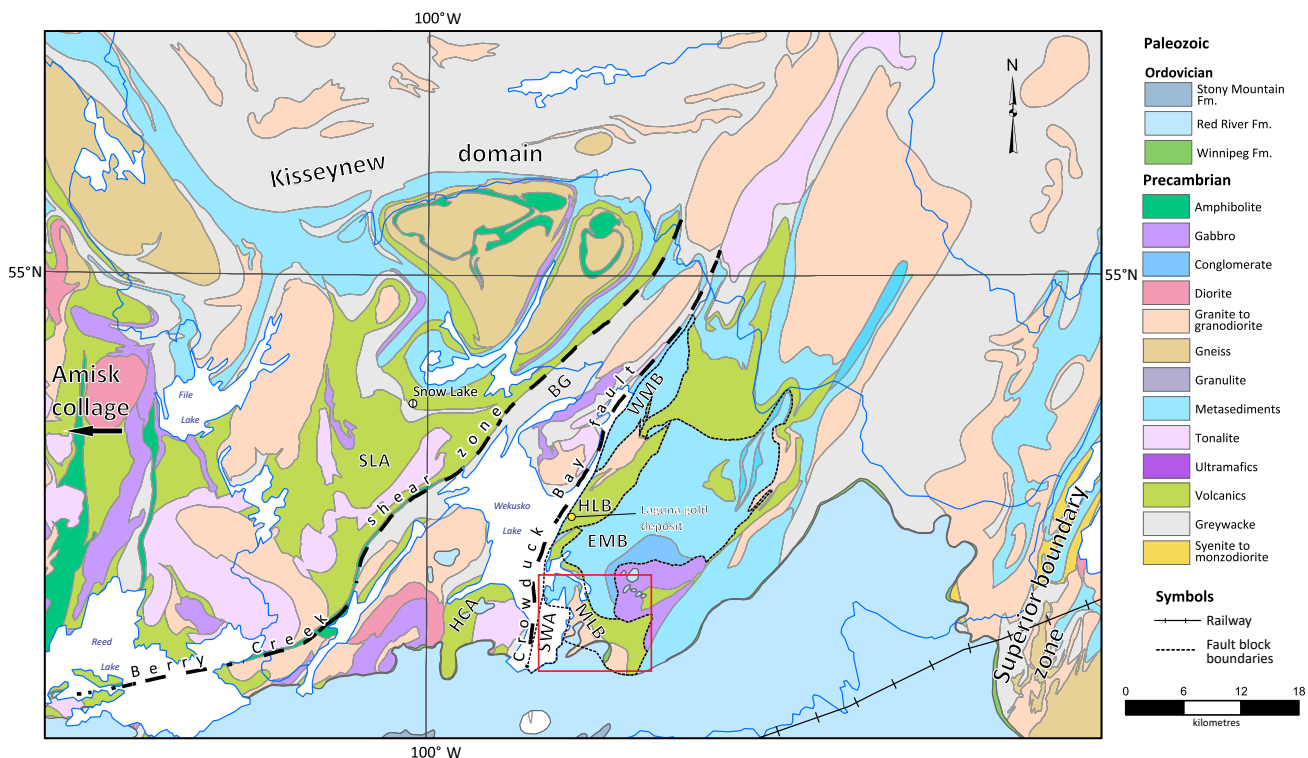 100°W
Kisseynew domain
N
55°N
55°N
Amisk
collage
File
Lake
Snow Lake
BG
WMB
SLA
Wekusko
Lake
HLB
Laguna gold
deposit
EMB
HCA
SWA
MLB
Reed
Lake
Berry Creek shear zone
Crowduck Bay fault
Superior boundary
zone
100° W
Paleozoic
Ordovician
Stony Mountain
Fm.
Red River Fm.
Winnipeg Fm.
Precambrian
Amphibolite
Gabbro
Conglomerate
Diorite
Granite to
granodiorite
Gneiss
Granulite
Metasediments
Tonalite
Ultramafics
Volcanics
Greywacke
Syenite to
monzodiorite
Symbols
Railway
Fault block
boundaries
0 6 12 18
kilometres